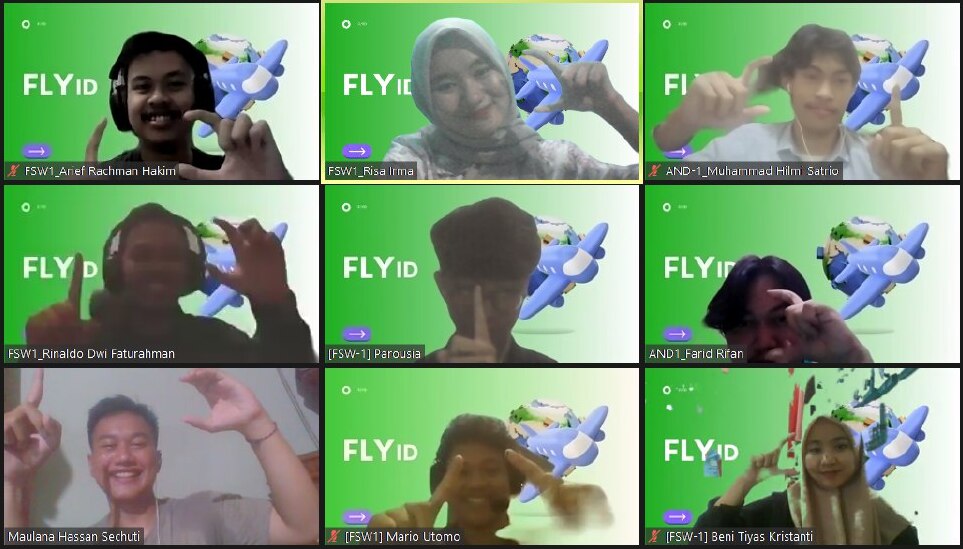 FLYID
FSW1_Arief Rachman Hakim
FLYID
FSW1_Risa Irma
FLY
AND-1_Muhammad Hilmi Satrio
FLYID
FSW1_Rinaldo Dwi Faturahman
FLYID
[FSW-1] Parousia
FLYID
AND1_Farid Rifan
Maulana Hassan Sechuti
FLYID
[FSW1] Mario Utomo
FLYID
[FSW-1] Beni Tiyas Kristanti